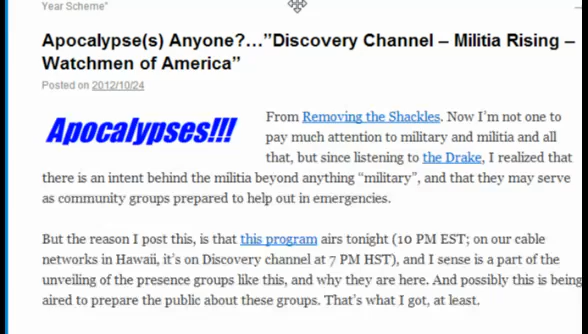 Year Scheme"
Apocalypse(s) Anyone?…”Discovery Channel – Militia Rising –
Watchmen of America”
Posted on 2012/10/24
Apocalypses!!!
From Removing the Shackles. Now I’m not one to
pay much attention to military and militia and all
that, but since listening to the Drake, I realized that
there is an intent behind the militia beyond anything “military”, and that they may serve
as community groups prepared to help out in emergencies.
But the reason I post this, is that this program airs tonight (10 PM EST; on our cable
networks in Hawaii, it’s on Discovery channel at 7 PM HST), and I sense is a part of the
unveiling of the presence groups like this, and why they are here. And possibly this is being
aired to prepare the public about these groups. That’s what I got, at least.